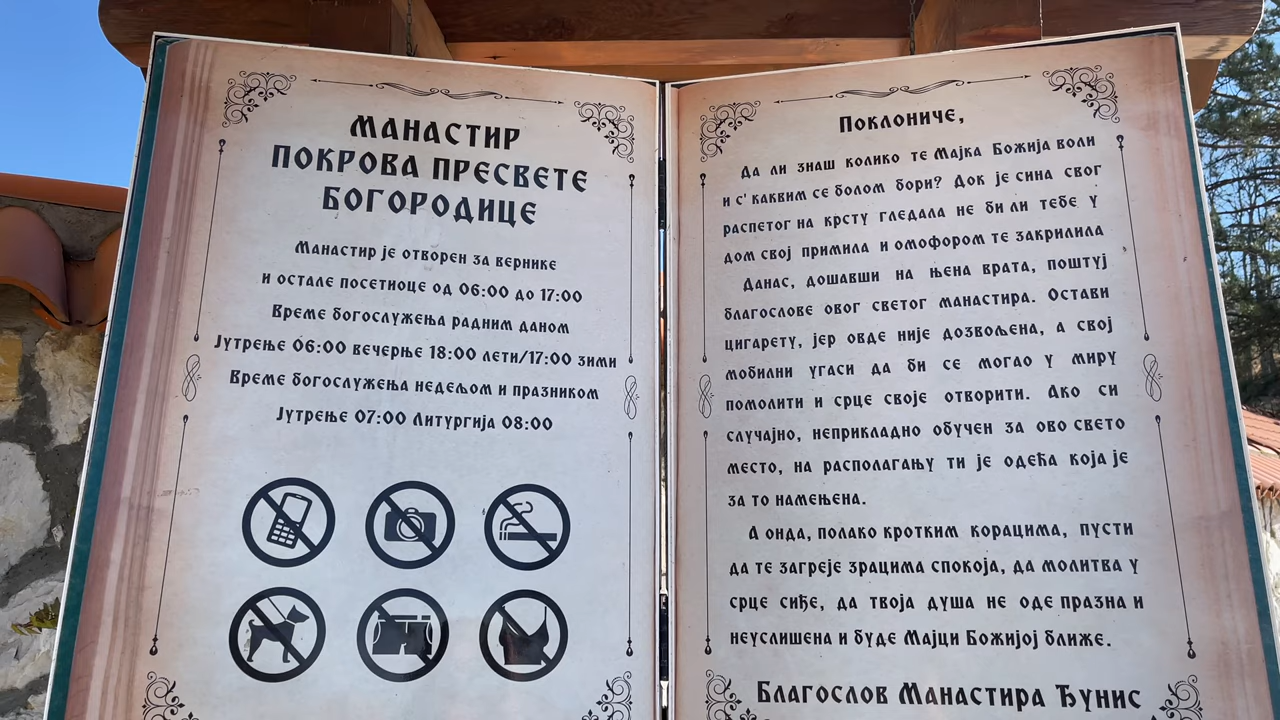 МАНАСТИР
ПОКРОВА ПРЕСВЕТЕ
БОГОРОДИЦЕ
Манастир је отворен за вернике
и остале посетиоце од 06:00 до 17:00
Време богослужења радним даном
Јутрење 06:00 вечерње 18:00 лети/17:00 зими
Време богослужења недељом и празником
Јутрење 07:00 Литургија 08:00
Поклониче,
Да ли знаш колико те Мајка Божија воли
и с' каквим се болом бори? Док је сина свог
распетог на крсту гледала не би ли тебе у
дом свој примила и омофором те закрилила
Данас, дошавши на њена врата, поштуј
благослове овог светог манастира. Остави
цигарету, јер овде није дозвољена, а свој
мобилни угаси да би се могао у миру
помолити и срце своје отворити. Ако си
случајно, неприкладно обучен за ово свето
место, на располагању ти је одећа која је
за то намењена.
А онда, полако кротким корацима, пусти
да те загреје зрацима спокоја, да молитва у
срце сиђе, да твоја душа не оде празна и
неуслишена и буде Мајци Божијој ближе.
Благослов Манастира Ђунис